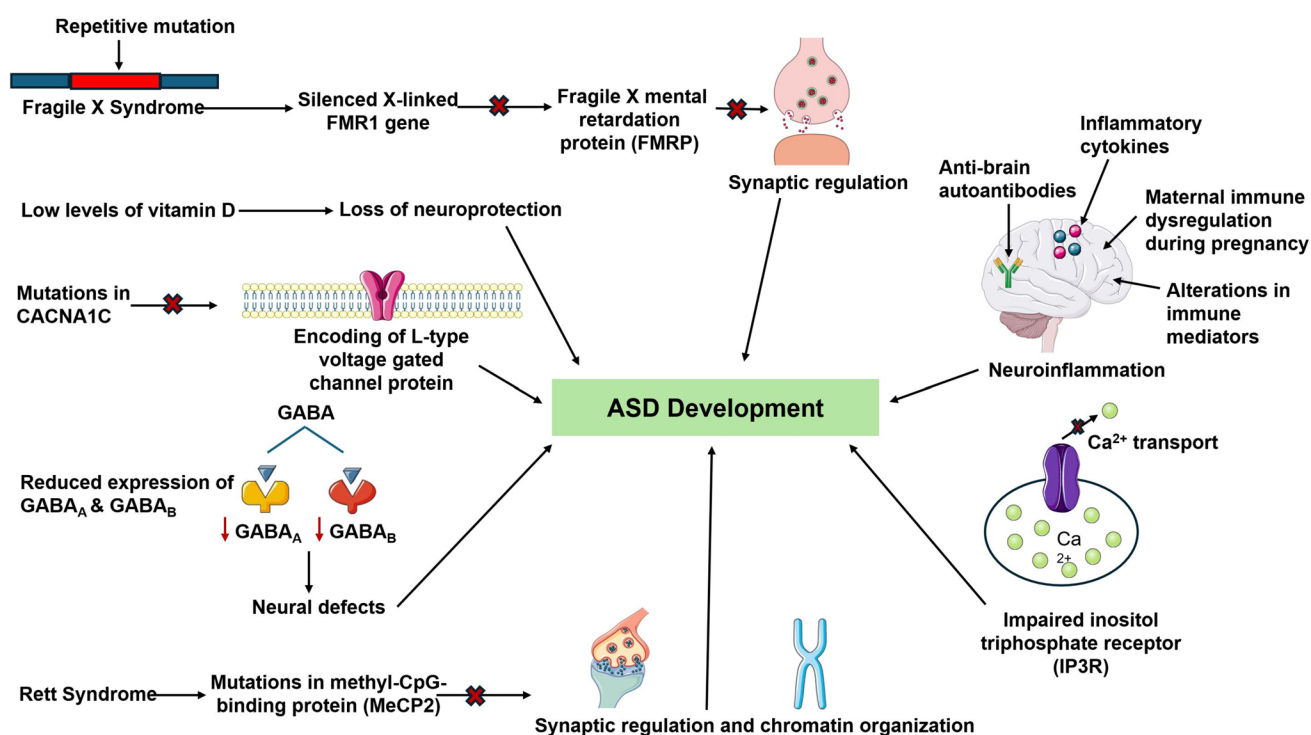 Repetitive mutation
Fragile X Syndrome
Silenced X-linked
FMR1 gene
Fragile X mental
retardation
protein (FMRP)
Synaptic regulation
Inflammatory
cytokines
Anti-brain
autoantibodies
Maternal immune
dysregulation
during pregnancy
Alterations in
immune
mediators
Neuroinflammation
Low levels of vitamin D
Loss of neuroprotection
Mutations in
CACNA1C
Encoding of L-type
voltage gated
channel protein
ASD Development
GABA
Reduced expression of
GABA_A & GABA_B
GABA_A
GABA_B
Neural defects
Ca²⁺ transport
Ca
2+
Impaired inositol
triphosphate receptor
(IP3R)
Rett Syndrome
Mutations in methyl-CpG-
binding protein (MeCP2)
Synaptic regulation and chromatin organization